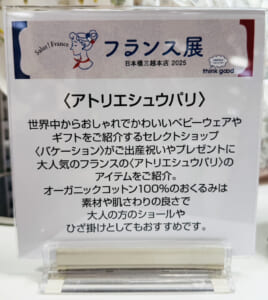 Salut! France
フランス展
日本橋三越本店 2025
think good
〈アトリエシュウパリ〉
世界中からおしゃれでかわいいベビーウェアや
ギフトをご紹介するセレクトショップ
〈バケーション〉がご出産祝いやプレゼントに
大人気のフランスの〈アトリエシュウパリ〉の
アイテムをご紹介。
オーガニックコットン100%のおくるみは
素材や肌さわりの良さで
大人の方のショールや
ひざ掛けとしてもおすすめです。